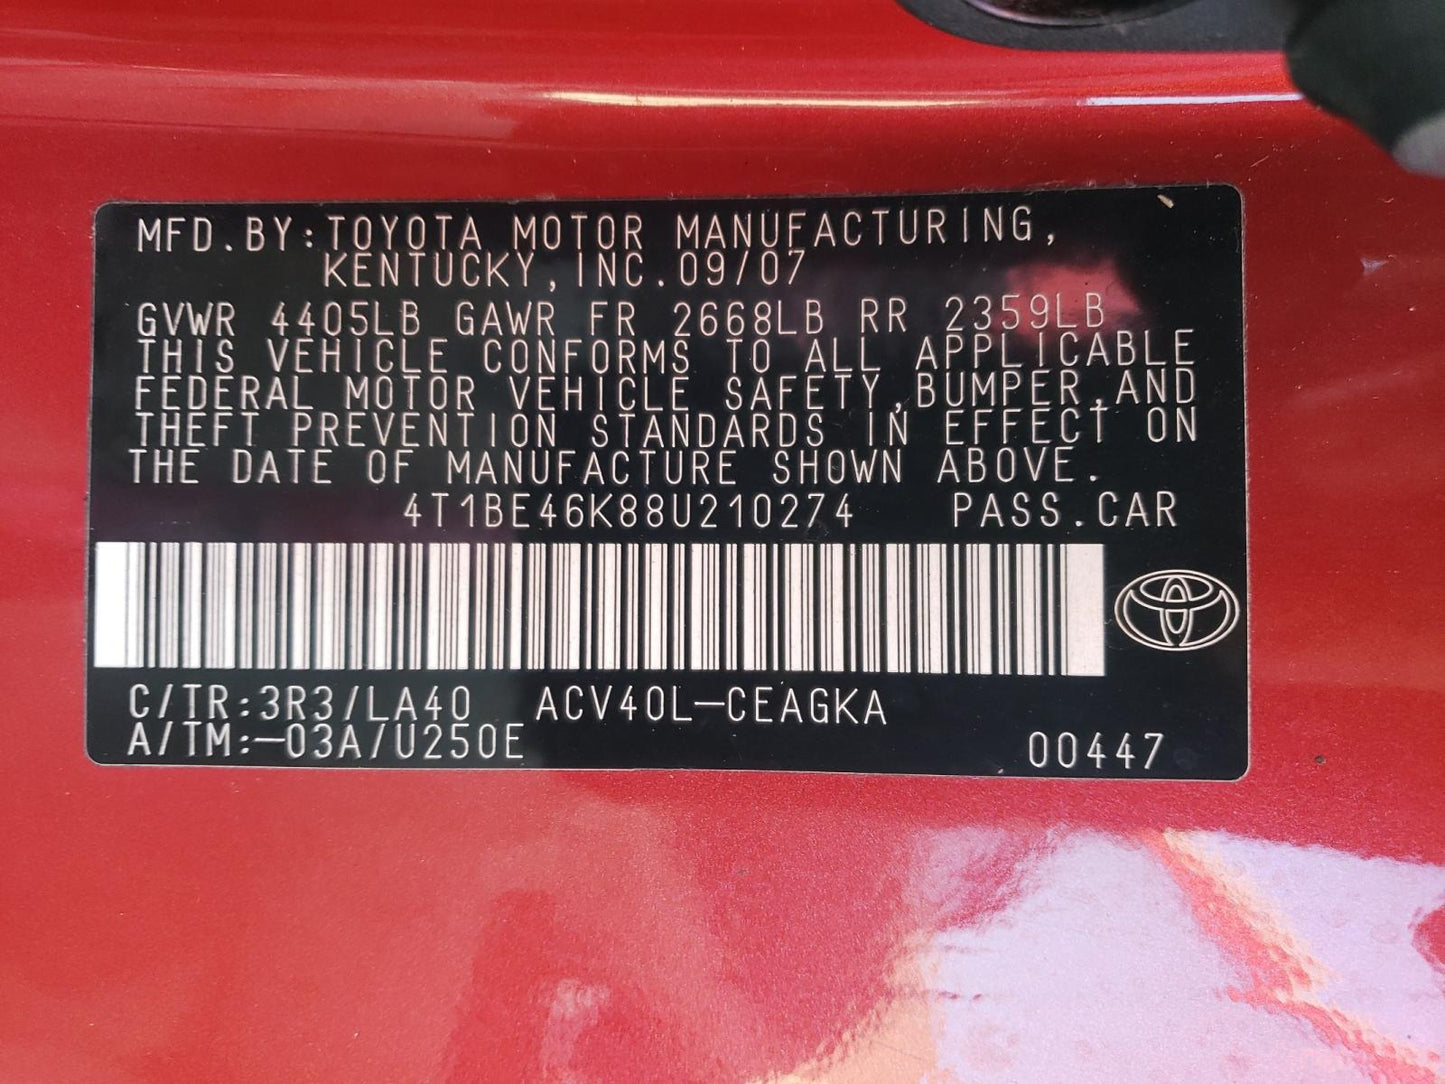 MFD.BY:TOYOTA MOTOR MANUFACTURING,
KENTUCKY,INC.09/07
GVWR 4405LB GAWR FR 2668LB RR 2359LB
THIS VEHICLE CONFORMS TO ALL APPLICABLE
FEDERAL MOTOR VEHICLE SAFETY,BUMPER,AND
THEFT PREVENTION STANDARDS IN EFFECT ON
THE DATE OF MANUFACTURE SHOWN ABOVE.
4T1BE46K88U210274 PASS.CAR
C/TR:3R3/LA40 ACV40L-CEAGKA
A/TM:-03A/U250E 00447